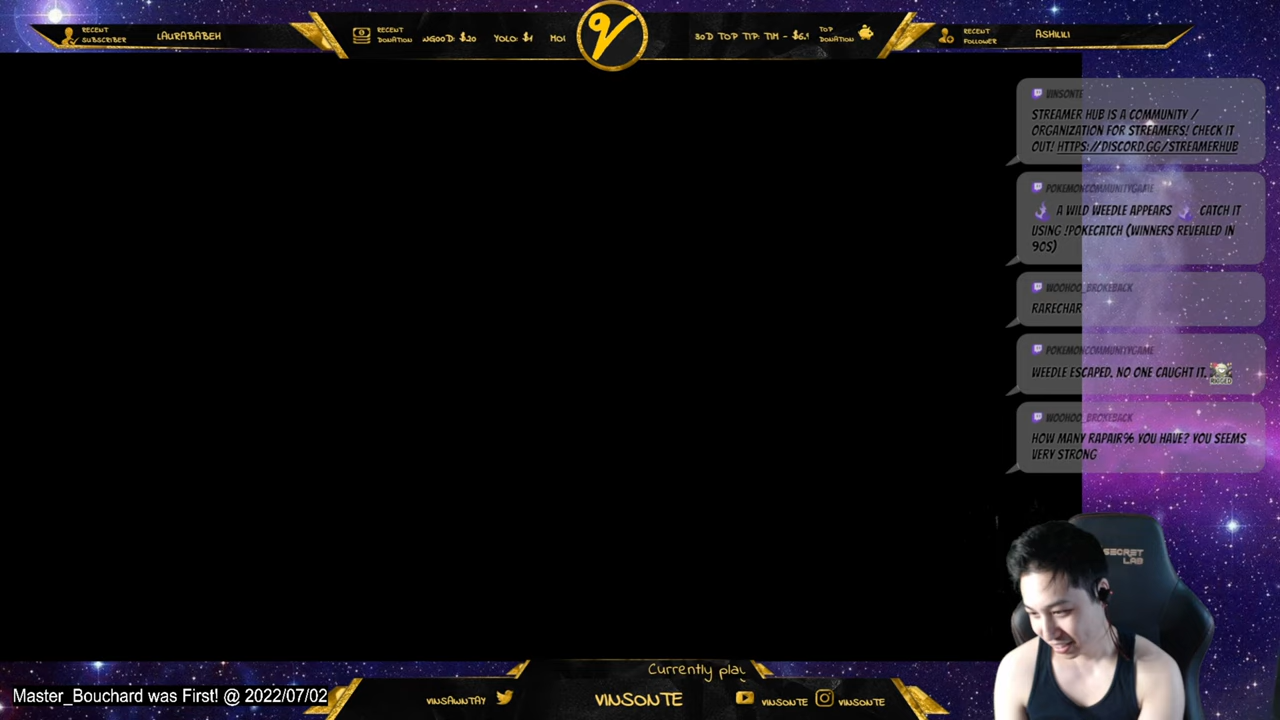 RECENT
SUBSCRIBER
LAURABABEH
RECENT
DONATION
NGOOD: $20 YOLO: $1 MOI
V
30D TOP TIP: TIM - $6.9
TOP
DONATION
RECENT
FOLLOWER
ASHILILI
VINSONTE
STREAMER HUB IS A COMMUNITY /
ORGANIZATION FOR STREAMERS! CHECK IT
OUT! HTTPS://DISCORD.GG/STREAMERHUB
POKEMONCOMMUNITYGAME
A WILD WEEDLE APPEARS CATCH IT
USING !POKECATCH (WINNERS REVEALED IN
90S)
WOOHOO_BROKEBACK
RARECHAR
POKEMONCOMMUNITYGAME
WEEDLE ESCAPED. NO ONE CAUGHT IT.
WOOHOO_BROKEBACK
HOW MANY RAPAIR% YOU HAVE? YOU SEEMS
VERY STRONG
SECRET
LAB
Currently play
Master_Bouchard was First! @ 2022/07/02
VINSAWNTAY
VINSONTE
VINSONTE
VINSONTE